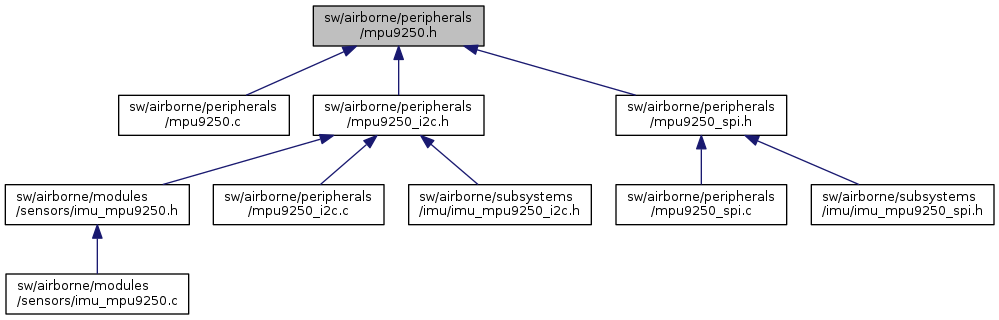 sw/airborne/peripherals
/mpu9250.h
sw/airborne/peripherals
/mpu9250.c
sw/airborne/peripherals
/mpu9250_i2c.h
sw/airborne/peripherals
/mpu9250_spi.h
sw/airborne/modules
/sensors/imu_mpu9250.h
sw/airborne/peripherals
/mpu9250_i2c.c
sw/airborne/subsystems
/imu/imu_mpu9250_i2c.h
sw/airborne/peripherals
/mpu9250_spi.c
sw/airborne/subsystems
/imu/imu_mpu9250_spi.h
sw/airborne/modules
/sensors/imu_mpu9250.c